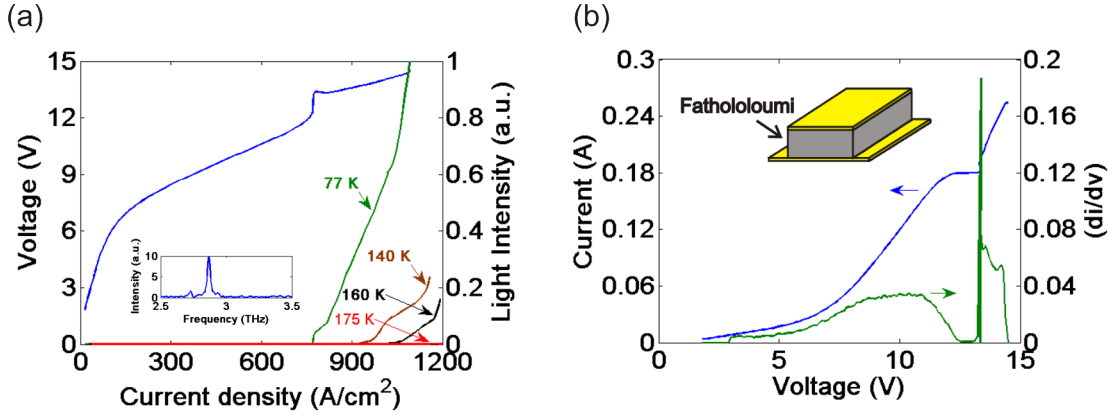 (a)
15
12
9
6
3
0
Voltage (V)
1
0.8
0.6
0.4
0.2
0
Light Intensity (a.u.)
77 K
140 K
160 K
175 K
Intensity (a.u.)
10
5
0
2.5
3
3.5
Frequency (THz)
0
300
600
900
1200
Current density (A/cm²)
(b)
0.3
0.24
0.18
0.12
0.06
0
Current (A)
0.2
0.16
0.12
0.08
0.04
0
(di/dv)
Fathololoumi
0
5
10
15
Voltage (V)